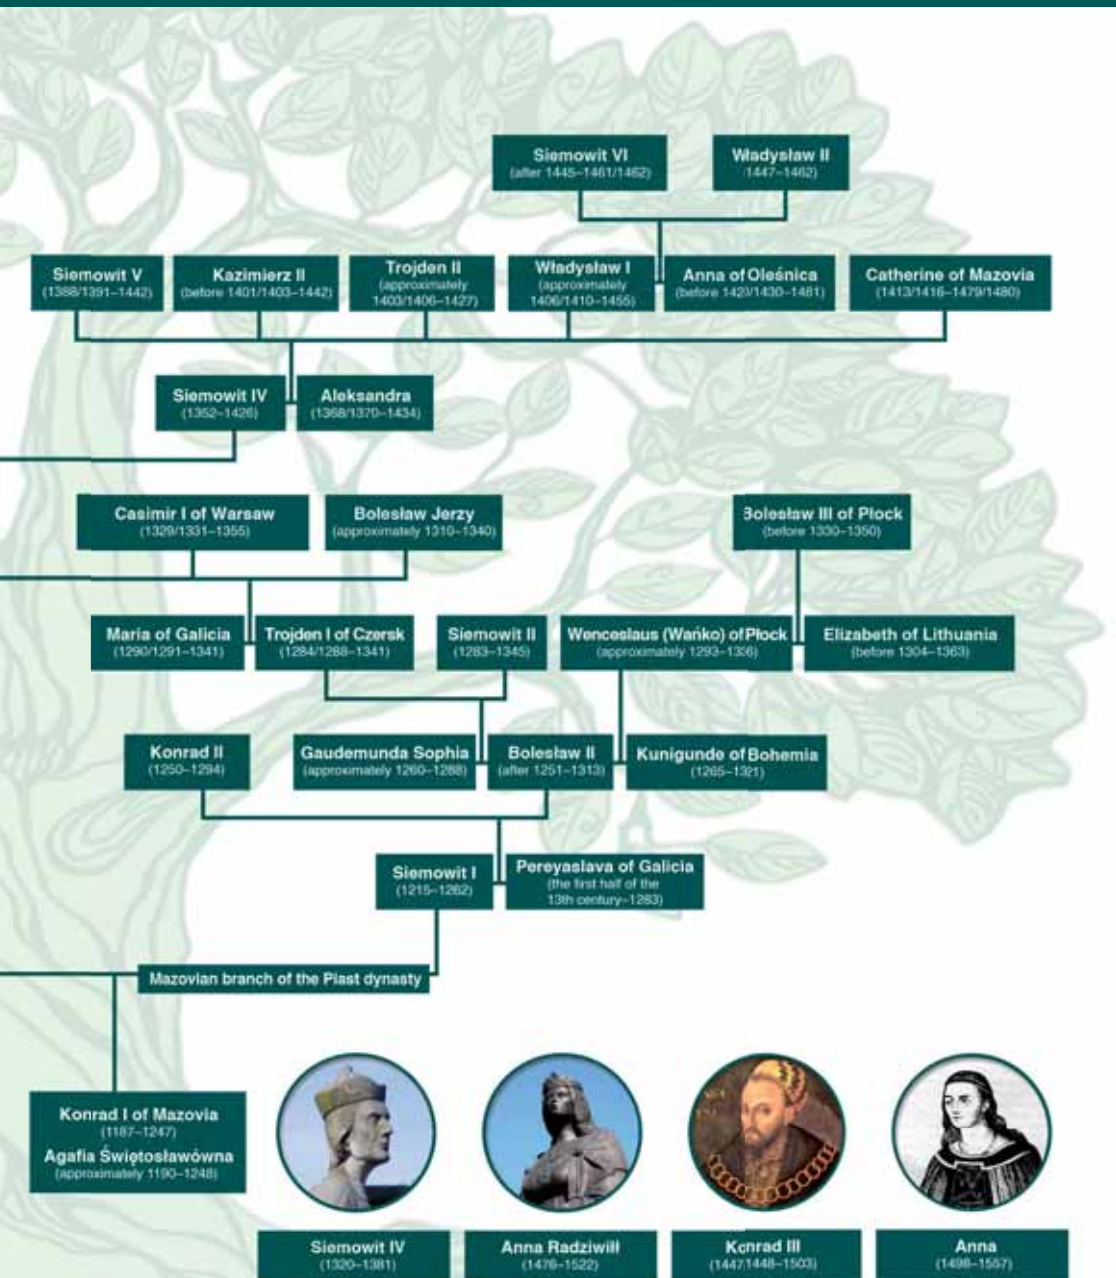 Siemowit VI
(after 1445–1461/1462)
Władysław II
1447–1462)
Siemowit V
(1388/1391–1442)
Kazimierz II
(before 1401/1403–1442)
Trojden II
(approximately
1403/1406–1427)
Władysław I
(approximately
1406/1410–1455)
Anna of Oleśnica
(before 1420/1430–1481)
Catherine of Mazovia
(1413/1416–1479/1480)
Siemowit IV
(1352–1426)
Aleksandra
(1368/1370–1434)
Casimir I of Warsaw
(1329/1331–1355)
Bolesław Jerzy
(approximately 1310–1340)
Bolesław III of Płock
(before 1330–1350)
Maria of Galicia
(1290/1291–1341)
Trojden I of Czersk
(1284/1288–1341)
Siemowit II
(1283–1345)
Wenceslaus (Wańko) of Płock
(approximately 1293–1336)
Elizabeth of Lithuania
(before 1304–1363)
Konrad II
(1250–1294)
Gaudemunda Sophia
(approximately 1260–1288)
Bolesław II
(after 1251–1313)
Kunigunde of Bohemia
(1265–1321)
Siemowit I
(1215–1262)
Pereyaslava of Galicia
(the first half of the
13th century–1283)
Mazovian branch of the Piast dynasty
Konrad I of Mazovia
(1187–1247)
Agafia Świętosławówna
(approximately 1190–1248)
Siemowit IV
(1320–1381)
Anna Radziwiłł
(1476–1522)
Konrad III
(1447/1448–1503)
Anna
(1498–1557)